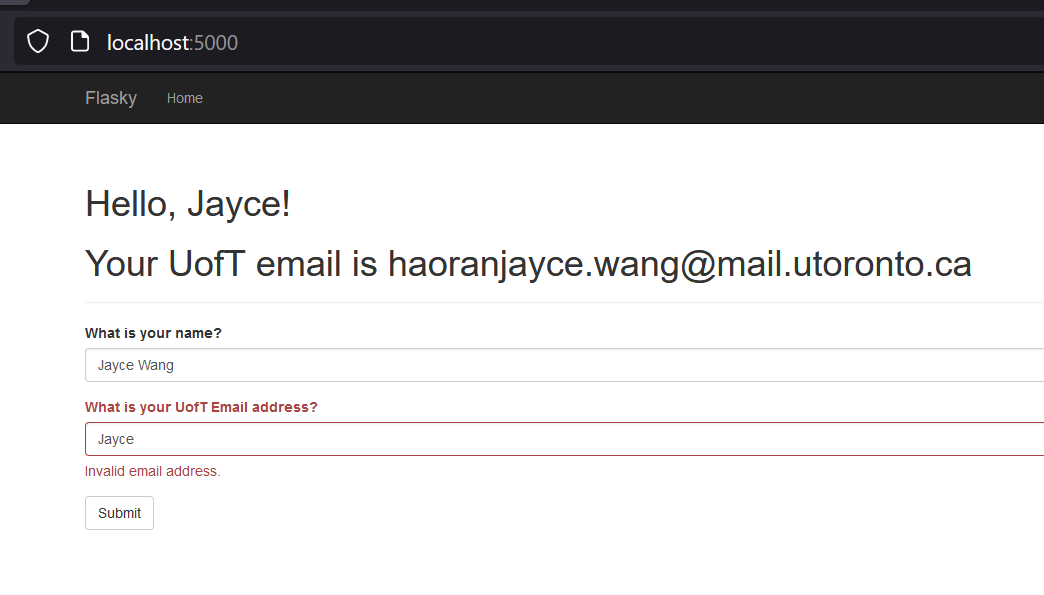 localhost:5000
Flasky Home
Hello, Jayce!
Your UofT email is haoranjayce.wang@mail.utoronto.ca
What is your name?
Jayce Wang
What is your UofT Email address?
Jayce
Invalid email address.
Submit